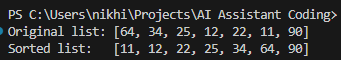 PS C:\Users\nikhi\Projects\AI Assistant Coding>
Original list: [64, 34, 25, 12, 22, 11, 90]
Sorted list:   [11, 12, 22, 25, 34, 64, 90]